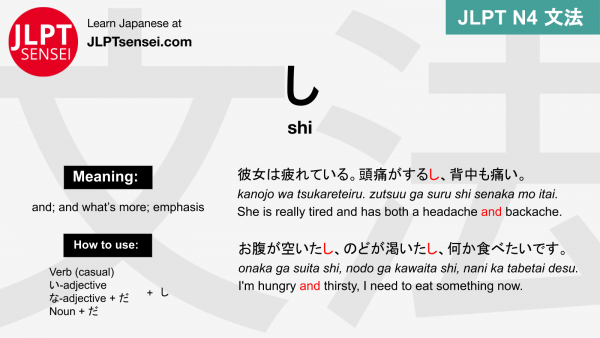 JLPT
SENSEI
Learn Japanese at
JLPTsensei.com
JLPT N4 文法
文法
し
shi
Meaning:
and; and what's more; emphasis
How to use:
Verb (casual)
い-adjective
な-adjective + だ
Noun + だ
+ し
彼女は疲れている。頭痛がするし、背中も痛い。
kanojo wa tsukareteiru. zutsuu ga suru shi senaka mo itai.
She is really tired and has both a headache and backache.
お腹が空いたし、のどが渇いたし、何か食べたいです。
onaka ga suita shi, nodo ga kawaita shi, nani ka tabetai desu.
I'm hungry and thirsty, I need to eat something now.